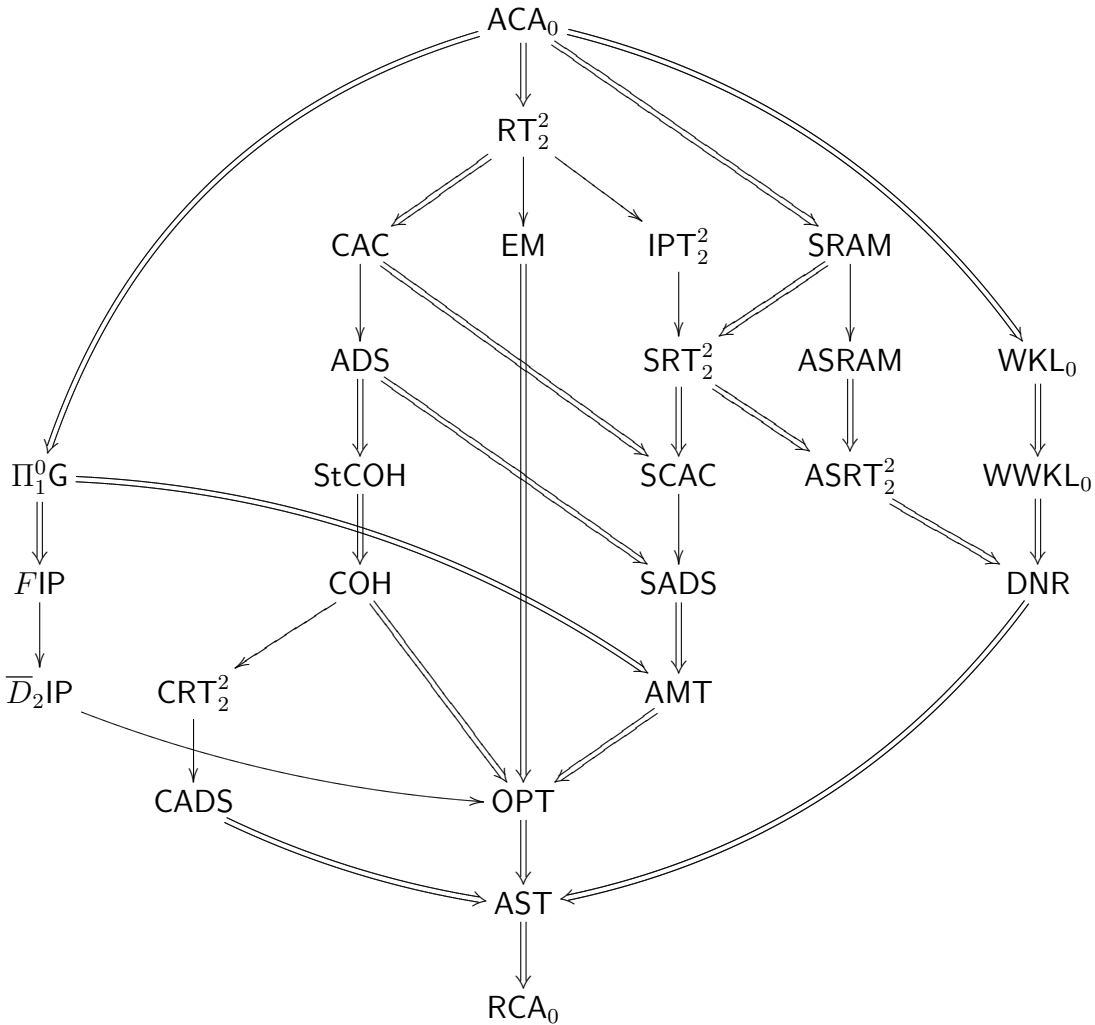 ACA₀
RT²₂
CAC EM IPT²₂ SRAM
ADS SRT²₂ ASRAM WKL₀
Π⁰₁G StCOH SCAC ASRT²₂ WWKL₀
FIP COH SADS DNR
D̅₂IP CRT²₂ AMT
CADS OPT
AST
RCA₀